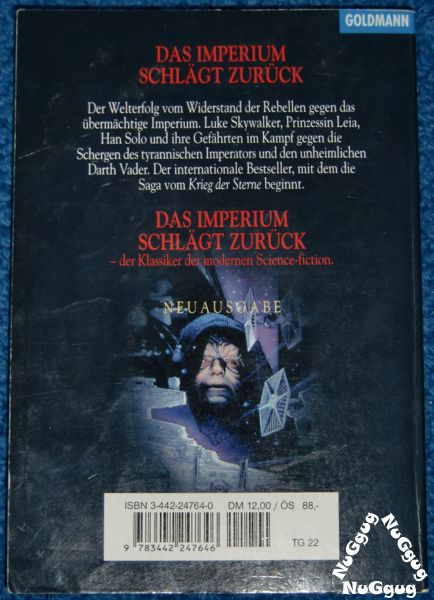 GOLDMANN
DAS IMPERIUM
SCHLÄGT ZURÜCK
Der Welterfolg vom Widerstand der Rebellen gegen das
übermächtige Imperium. Luke Skywalker, Prinzessin Leia,
Han Solo und ihre Gefährten im Kampf gegen die
Schergen des tyrannischen Imperators und den unheimlichen
Darth Vader. Der internationale Bestseller, mit dem die
Saga vom Krieg der Sterne beginnt.
DAS IMPERIUM
SCHLÄGT ZURÜCK
– der Klassiker der modernen Science-fiction.
NEUAUSGABE
ISBN 3-442-24764-0 DM 12,00 / ÖS 88,-
9 783442 247646 TG 22
NuGgug
NuGgug
NuGgug